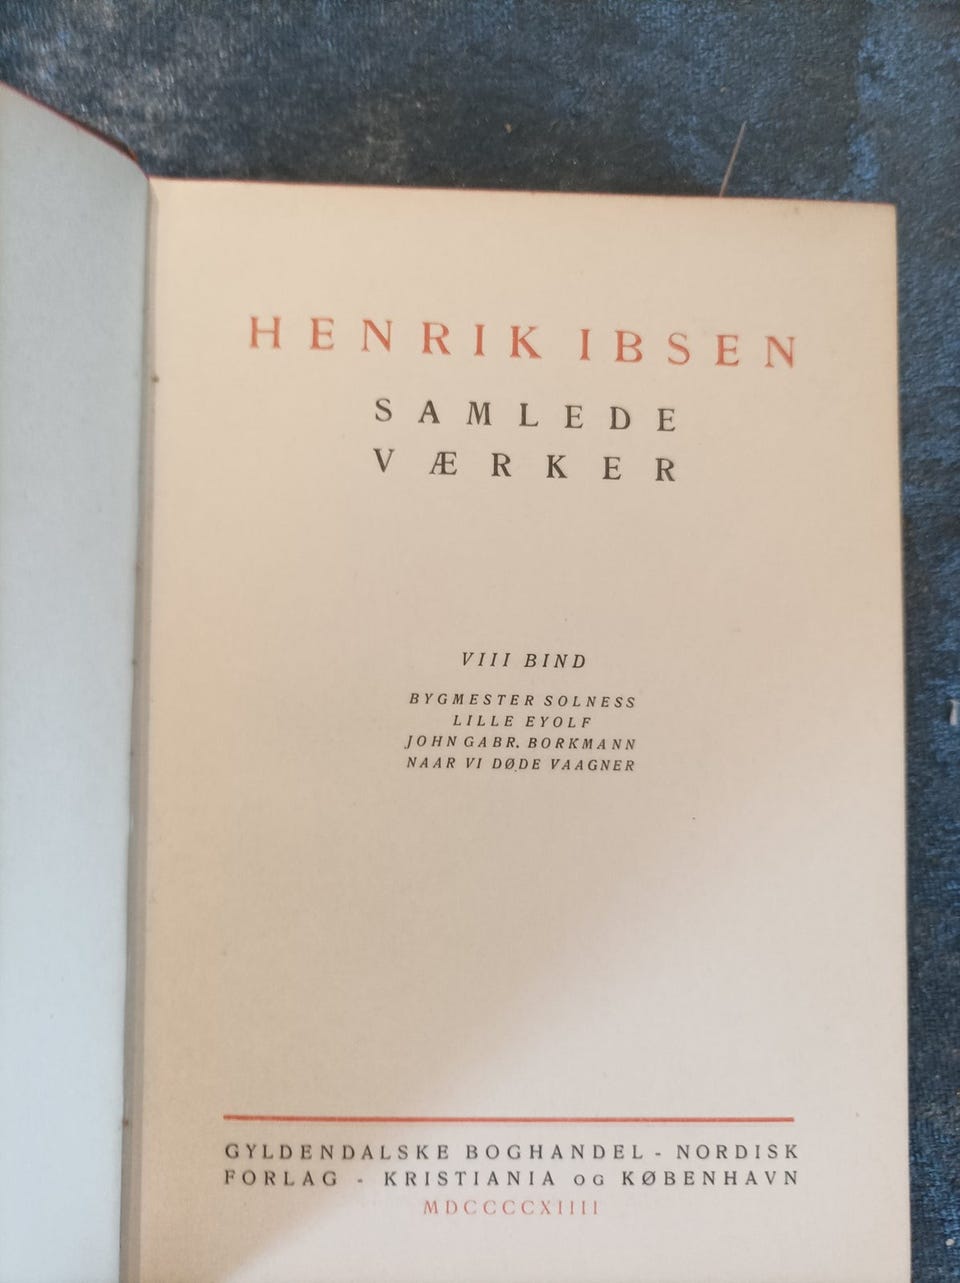 HENRIK IBSEN
SAMLEDE
VÆRKER
VIII BIND
BYGMESTER SOLNESS
LILLE EYOLF
JOHN GABR. BORKMANN
NAAR VI DØDE VAAGNER
GYLDENDALSKE BOGHANDEL - NORDISK
FORLAG - KRISTIANIA OG KØBENHAVN
MDCCCCXIIII